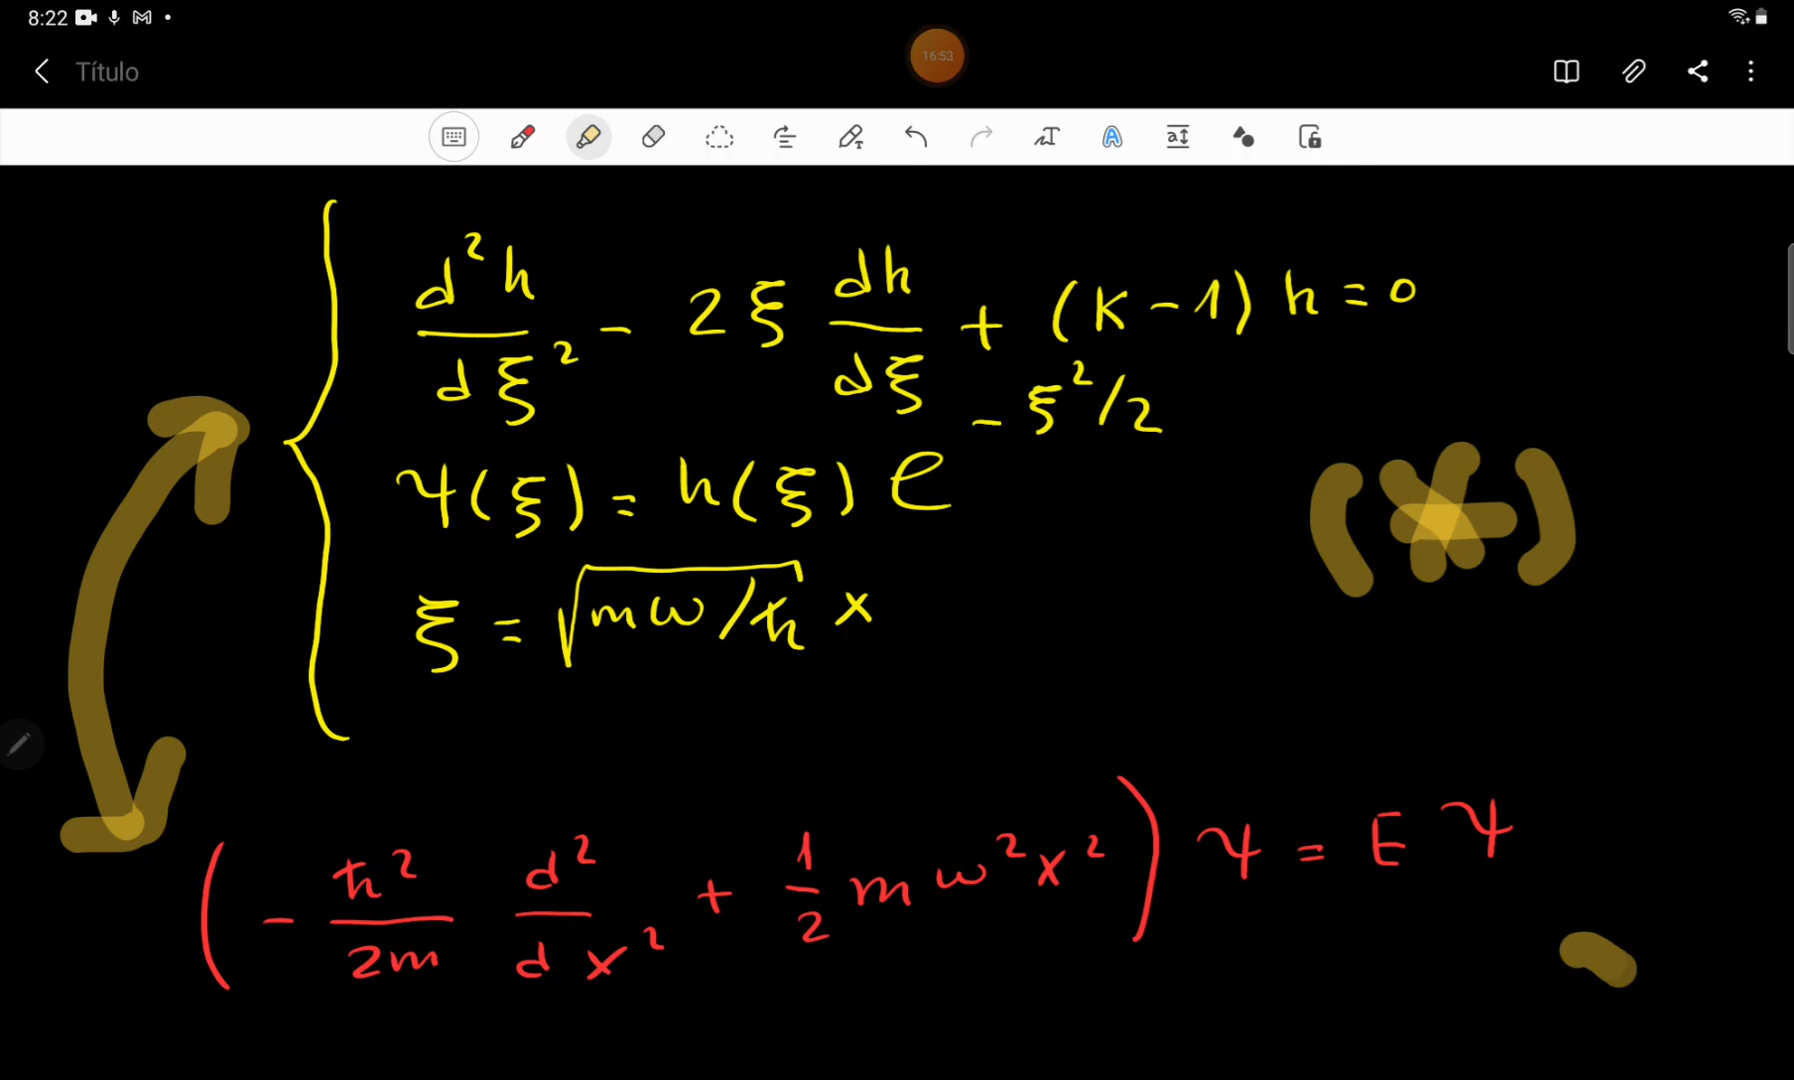 8:22
Título
16:53
d²h/dξ² - 2ξ dh/dξ + (K-1) h = 0
Ψ(ξ) = h(ξ) e^(-ξ²/2)
(*)
ξ = √(mω/ħ) x
(-ħ²/2m d²/dx² + 1/2 mω²x²) Ψ = E Ψ